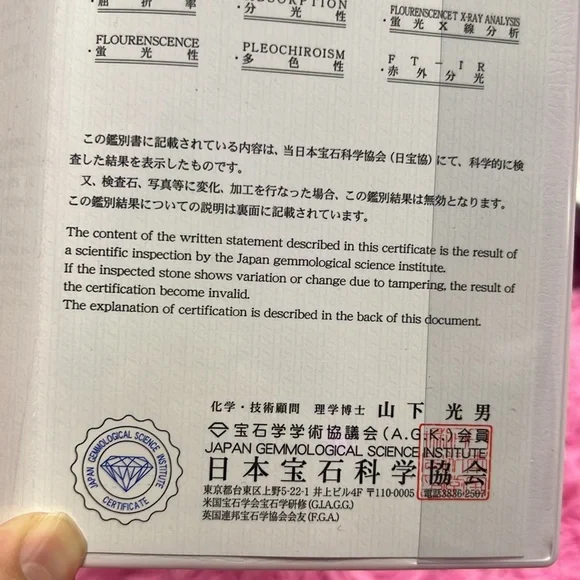 ・屈折率
・分光性
FLOURENSCENCET X-RAY ANALYSIS
・蛍光X線分析
FLOURENSCENCE
・蛍光性
PLEOCHROISM
・多色性
FT-IR
・赤外分光
この鑑別書に記載されている内容は、当日本宝石科学協会(日宝協)にて、科学的に検
査した結果を表示したものです。
又、検査石、写真等に変化、加工を行なった場合、この鑑別結果は無効となります。
この鑑別結果についての説明は裏面に記載されています。
The content of the written statement described in this certificate is the result of
a scientific inspection by the Japan gemmological science institute.
If the inspected stone shows variation or change due to tampering, the result of
the certification become invalid.
The explanation of certification is described in the back of this document.
化学・技術顧問 理学博士 山下光男
宝石学学術協議会(A.G.K.)会員
JAPAN GEMMOLOGICAL SCIENCE INSTITUTE
日本宝石科学協会
東京都台東区上野5-22-1 井上ビル4F 〒110-0005 電話3836-2507
米国宝石学会宝石学研修(G.I.A.G.G.)
英国連邦宝石学協会会友(F.G.A.)
JAPAN GEMMOLOGICAL SCIENCE INSTITUTE
CERTIFICATE